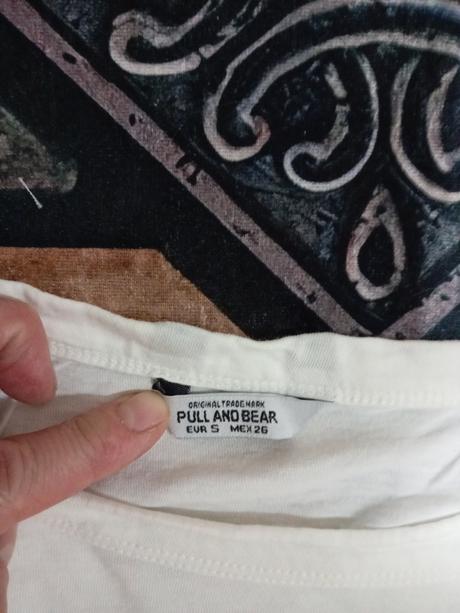 ORIGINAL TRADEMARK
PULL AND BEAR
EUR S MEX 26